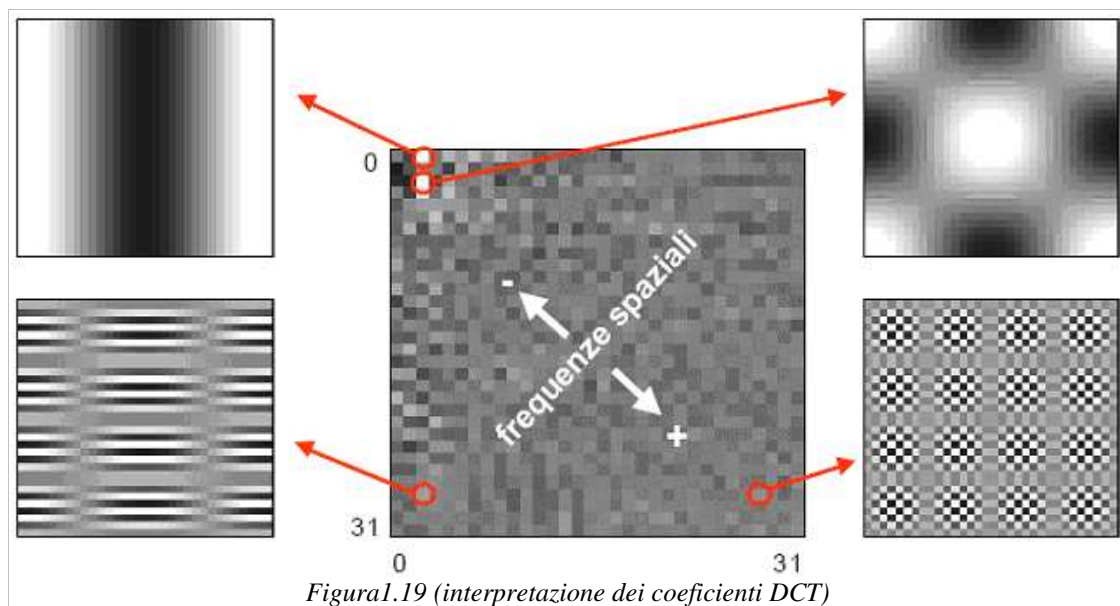 0
-
frequenze spaziali
+
31
0 31
Figura1.19 (interpretazione dei coeficienti DCT)